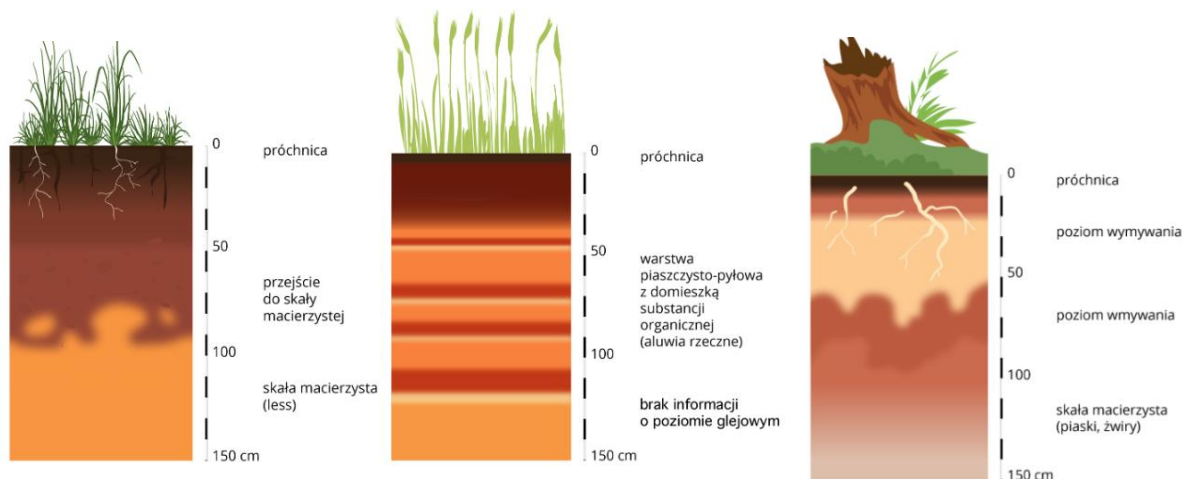 0
próchnica
50
przejście
do skały
macierzystej
100
skała macierzysta
(less)
150 cm
0
próchnica
50
warstwa
piaszczysto-pyłowa
z domieszką
substancji
organicznej
(aluwia rzeczne)
100
brak informacji
o poziomie glejowym
150 cm
0
próchnica
poziom wymywania
50
poziom wmywania
100
skała macierzysta
(piaski, żwiry)
150 cm